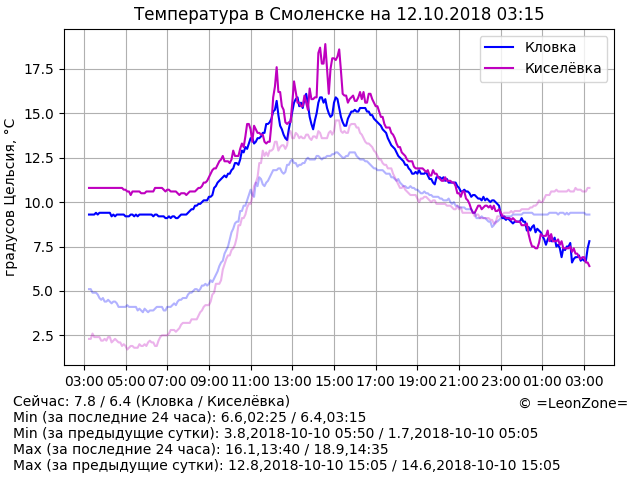 Температура в Смоленске на 12.10.2018 03:15
Кловка
Киселёвка
градусов Цельсия, °C
17.5
15.0
12.5
10.0
7.5
5.0
2.5
03:00 05:00 07:00 09:00 11:00 13:00 15:00 17:00 19:00 21:00 23:00 01:00 03:00
Сейчас: 7.8 / 6.4 (Кловка / Киселёвка)
© =LeonZone=
Min (за последние 24 часа): 6.6,02:25 / 6.4,03:15
Min (за предыдущие сутки): 3.8,2018-10-10 05:50 / 1.7,2018-10-10 05:05
Max (за последние 24 часа): 16.1,13:40 / 18.9,14:35
Max (за предыдущие сутки): 12.8,2018-10-10 15:05 / 14.6,2018-10-10 15:05